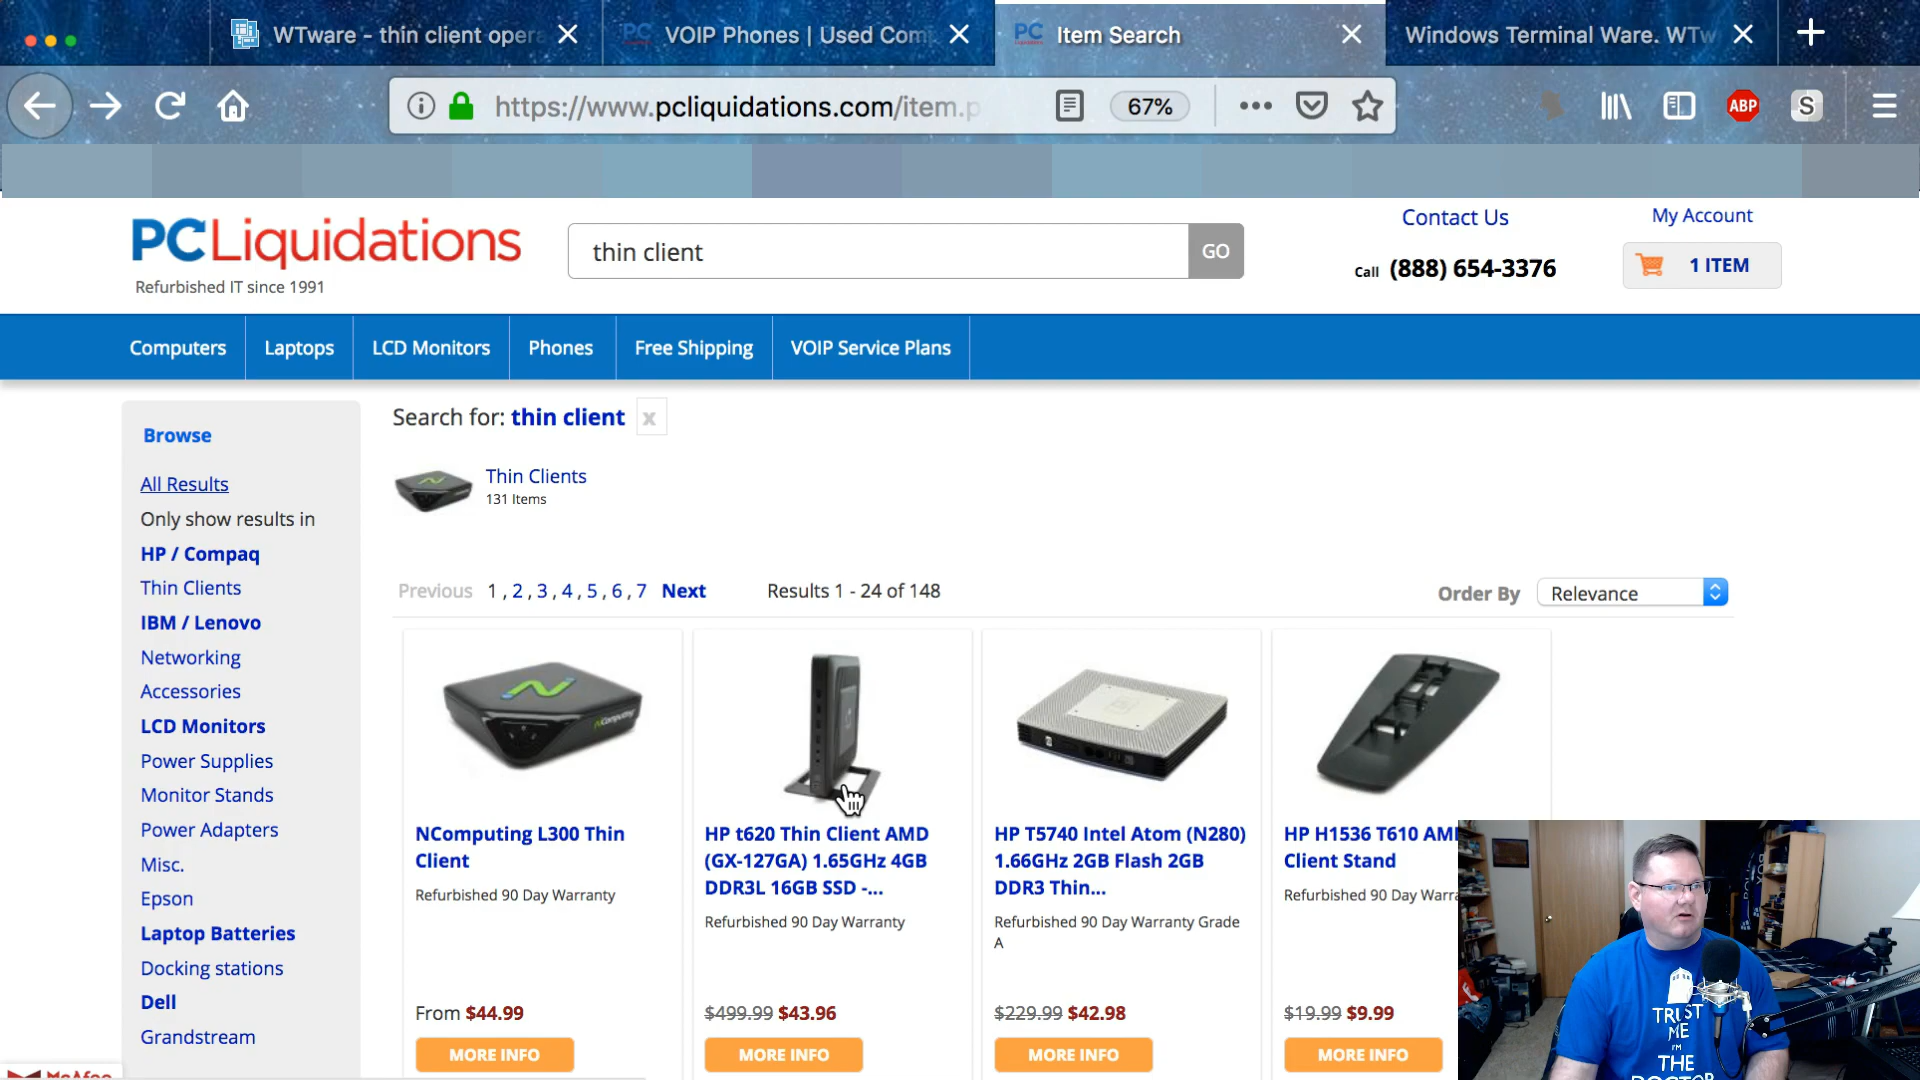 WTware - thin client oper
VOIP Phones | Used Com
Item Search
Windows Terminal Ware. WTw
https://www.pcliquidations.com/item.p
67%
ABP
S
PCLiquidations
Refurbished IT since 1991
thin client
GO
Contact Us
Call (888) 654-3376
My Account
1 ITEM
Computers
Laptops
LCD Monitors
Phones
Free Shipping
VOIP Service Plans
Browse
All Results
Only show results in
HP / Compaq
Thin Clients
IBM / Lenovo
Networking
Accessories
LCD Monitors
Power Supplies
Monitor Stands
Power Adapters
Misc.
Epson
Laptop Batteries
Docking stations
Dell
Grandstream
McAfee
Search for: thin client x
Thin Clients
131 Items
Previous 1 , 2 , 3 , 4 , 5 , 6 , 7 Next
Results 1 - 24 of 148
Order By Relevance
NComputing
NComputing L300 Thin
Client
Refurbished 90 Day Warranty
From $44.99
MORE INFO
HP t620 Thin Client AMD
(GX-127GA) 1.65GHz 4GB
DDR3L 16GB SSD -...
Refurbished 90 Day Warranty
$499.99 $43.96
MORE INFO
HP T5740 Intel Atom (N280)
1.66GHz 2GB Flash 2GB
DDR3 Thin...
Refurbished 90 Day Warranty Grade
A
$229.99 $42.98
MORE INFO
HP H1536 T610 AM
Client Stand
Refurbished 90 Day Warra
$19.99 $9.99
MORE INFO
TRUST
ME
I'M
THE
DOCTOR